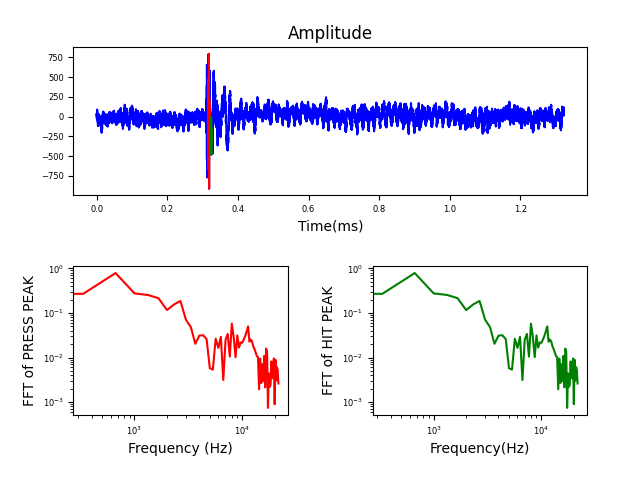 Amplitude
750
500
250
0
−250
−500
−750
0.0 0.2 0.4 0.6 0.8 1.0 1.2
Time(ms)
FFT of PRESS PEAK
10⁰
10⁻¹
10⁻²
10⁻³
10³ 10⁴
Frequency (Hz)
FFT of HIT PEAK
10⁰
10⁻¹
10⁻²
10⁻³
10³ 10⁴
Frequency(Hz)